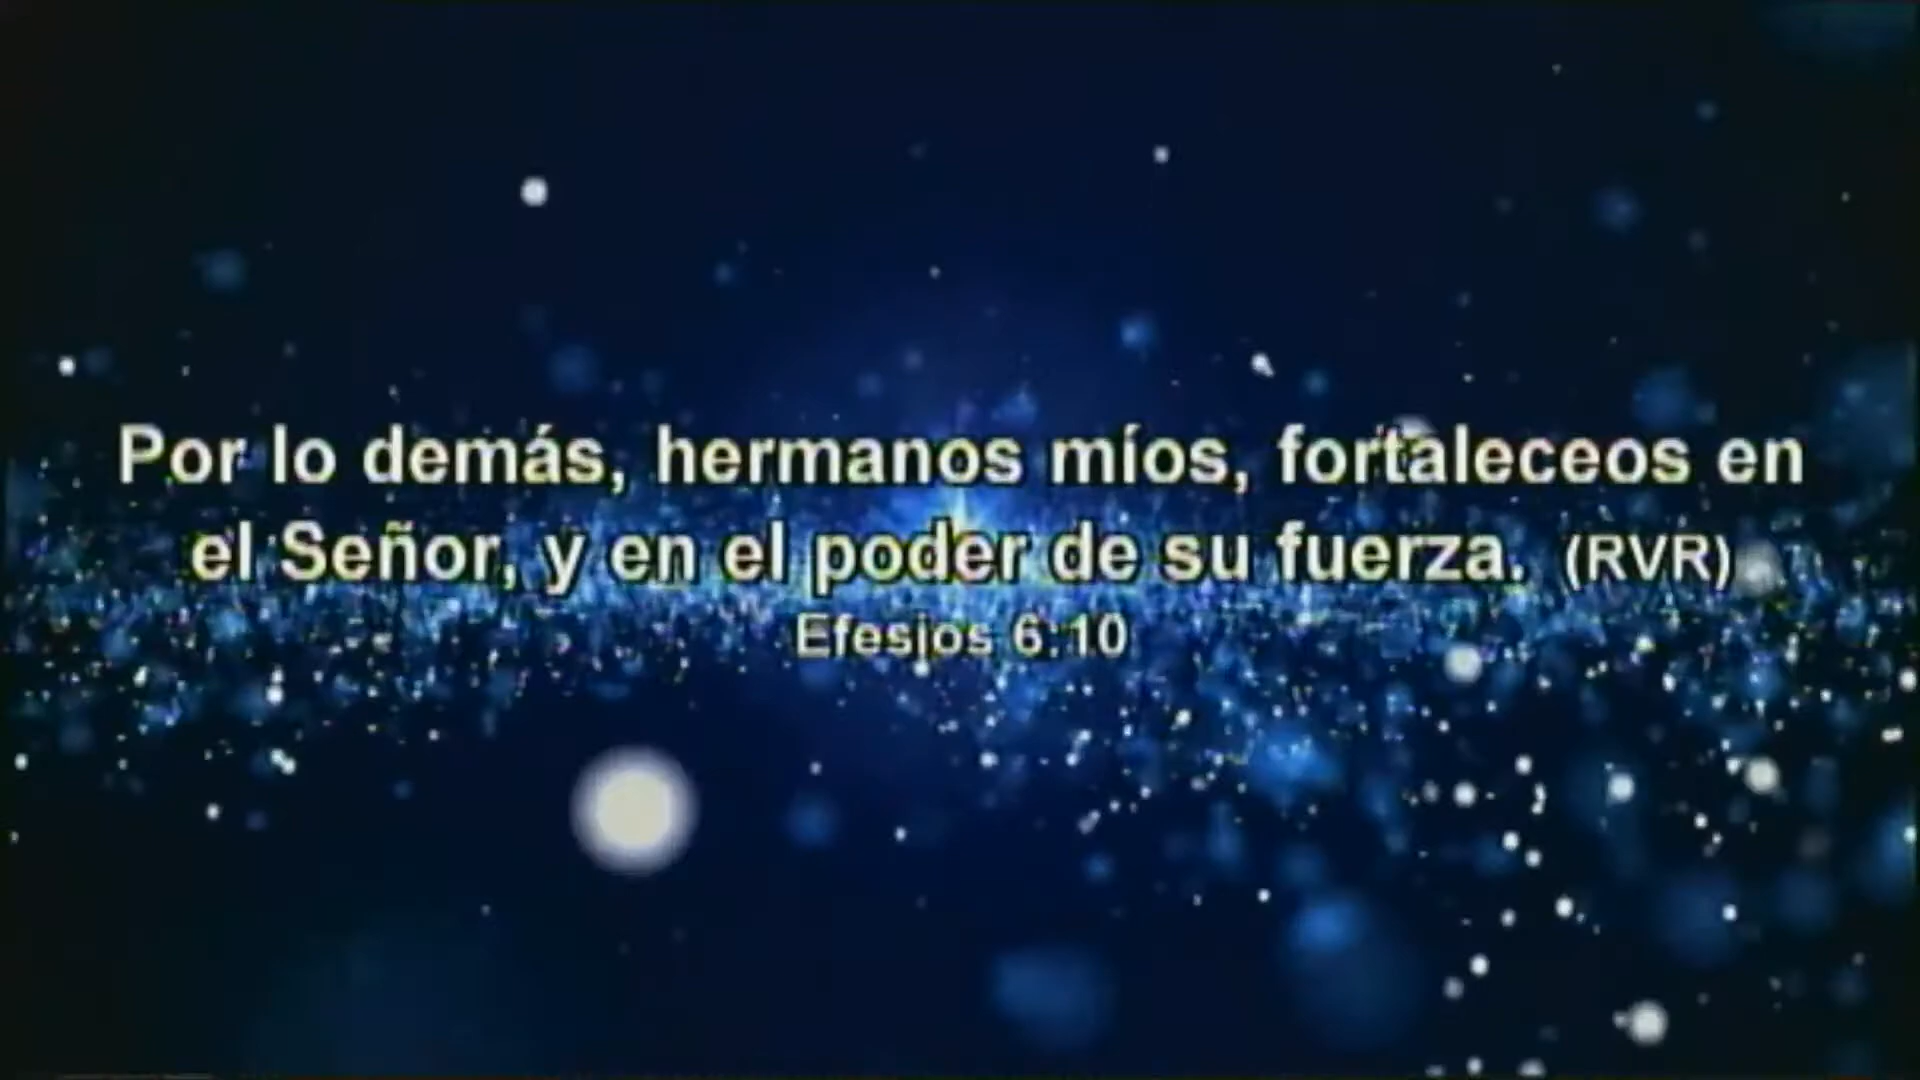 Por lo demás, hermanos míos, fortaleceos en
el Señor, y en el poder de su fuerza. (RVR)
Efesios 6:10